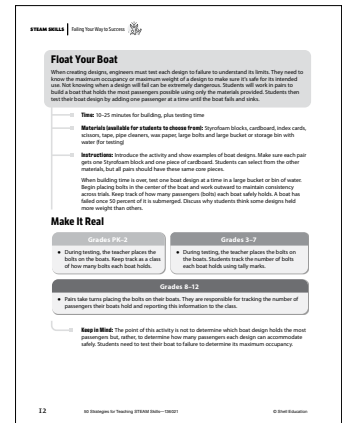 STEAM SKILLS | Failing Your Way to Success
Float Your Boat
When creating designs, engineers must test each design to failure to understand its limits. They need to
know the maximum occupancy or maximum weight of a design to make sure it's safe for its intended
use. Not knowing when a design will fail can be extremely dangerous. Students will work in pairs to
build a boat that holds the most passengers possible using only the materials provided. Students then
test their boat design by adding one passenger at a time until the boat fails and sinks.
Time: 10–25 minutes for building, plus testing time
Materials (available for students to choose from): Styrofoam blocks, cardboard, index cards,
scissors, tape, pipe cleaners, wax paper, large bolts and large bucket or storage bin with
water (for testing)
Instructions: Introduce the activity and show examples of boat designs. Make sure each pair
gets one Styrofoam block and one piece of cardboard. Students can select from the other
materials, but all pairs should have these same core pieces.
When building time is over, test one boat design at a time in a large bucket or bin of water.
Begin placing bolts in the center of the boat and work outward to maintain consistency
across trials. Keep track of how many passengers (bolts) each boat safely holds. A boat has
failed once 50 percent of it is submerged. Discuss why students think some designs held
more weight than others.
Make It Real
Grades PK–2
• During testing, the teacher places the
bolts on the boats. Keep track as a class
of how many bolts each boat holds.
Grades 3–7
• During testing, the teacher places the bolts on
the boats. Students track the number of bolts
each boat holds using tally marks.
Grades 8–12
• Pairs take turns placing the bolts on their boats. They are responsible for tracking the number of
passengers their boats hold and reporting this information to the class.
Keep in Mind: The point of this activity is not to determine which boat design holds the most
passengers but, rather, to determine how many passengers each design can accommodate
safely. Students need to test their boat to failure to determine its maximum occupancy.
12
50 Strategies for Teaching STEAM Skills—136021
© Shell Education